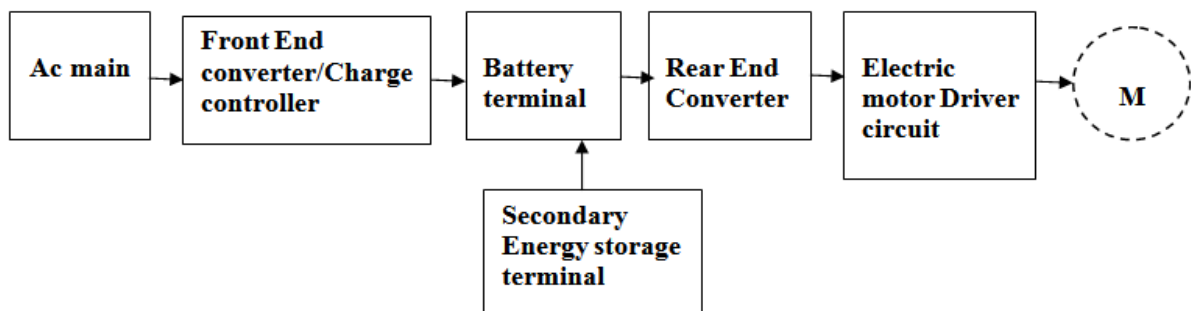 Ac main
Front End
converter/Charge
controller
Battery
terminal
Rear End
Converter
Electric
motor Driver
circuit
M
Secondary
Energy storage
terminal